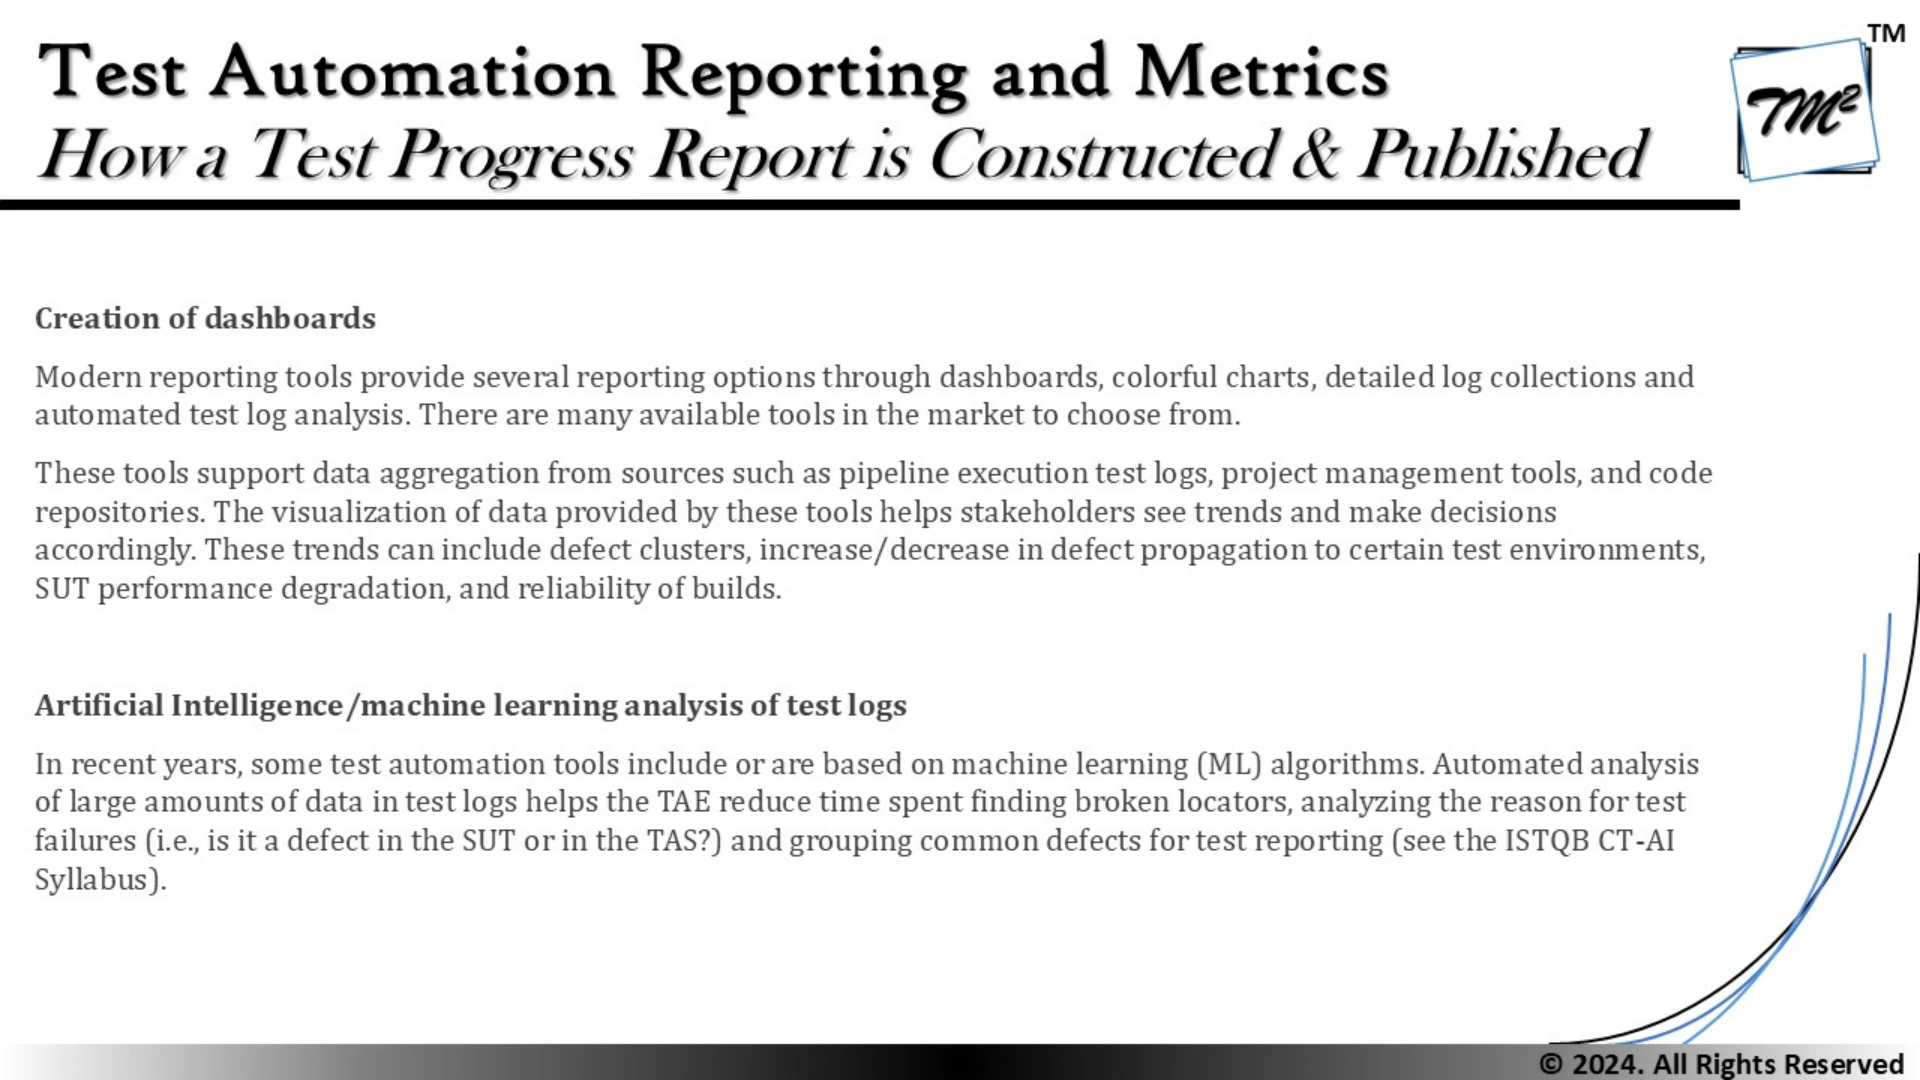 Test Automation Reporting and Metrics
TM
TM²
How a Test Progress Report is Constructed & Published
Creation of dashboards
Modern reporting tools provide several reporting options through dashboards, colorful charts, detailed log collections and
automated test log analysis. There are many available tools in the market to choose from.
These tools support data aggregation from sources such as pipeline execution test logs, project management tools, and code
repositories. The visualization of data provided by these tools helps stakeholders see trends and make decisions
accordingly. These trends can include defect clusters, increase/decrease in defect propagation to certain test environments,
SUT performance degradation, and reliability of builds.
Artificial Intelligence/machine learning analysis of test logs
In recent years, some test automation tools include or are based on machine learning (ML) algorithms. Automated analysis
of large amounts of data in test logs helps the TAE reduce time spent finding broken locators, analyzing the reason for test
failures (i.e., is it a defect in the SUT or in the TAS?) and grouping common defects for test reporting (see the ISTQB CT-AI
Syllabus).
© 2024. All Rights Reserved